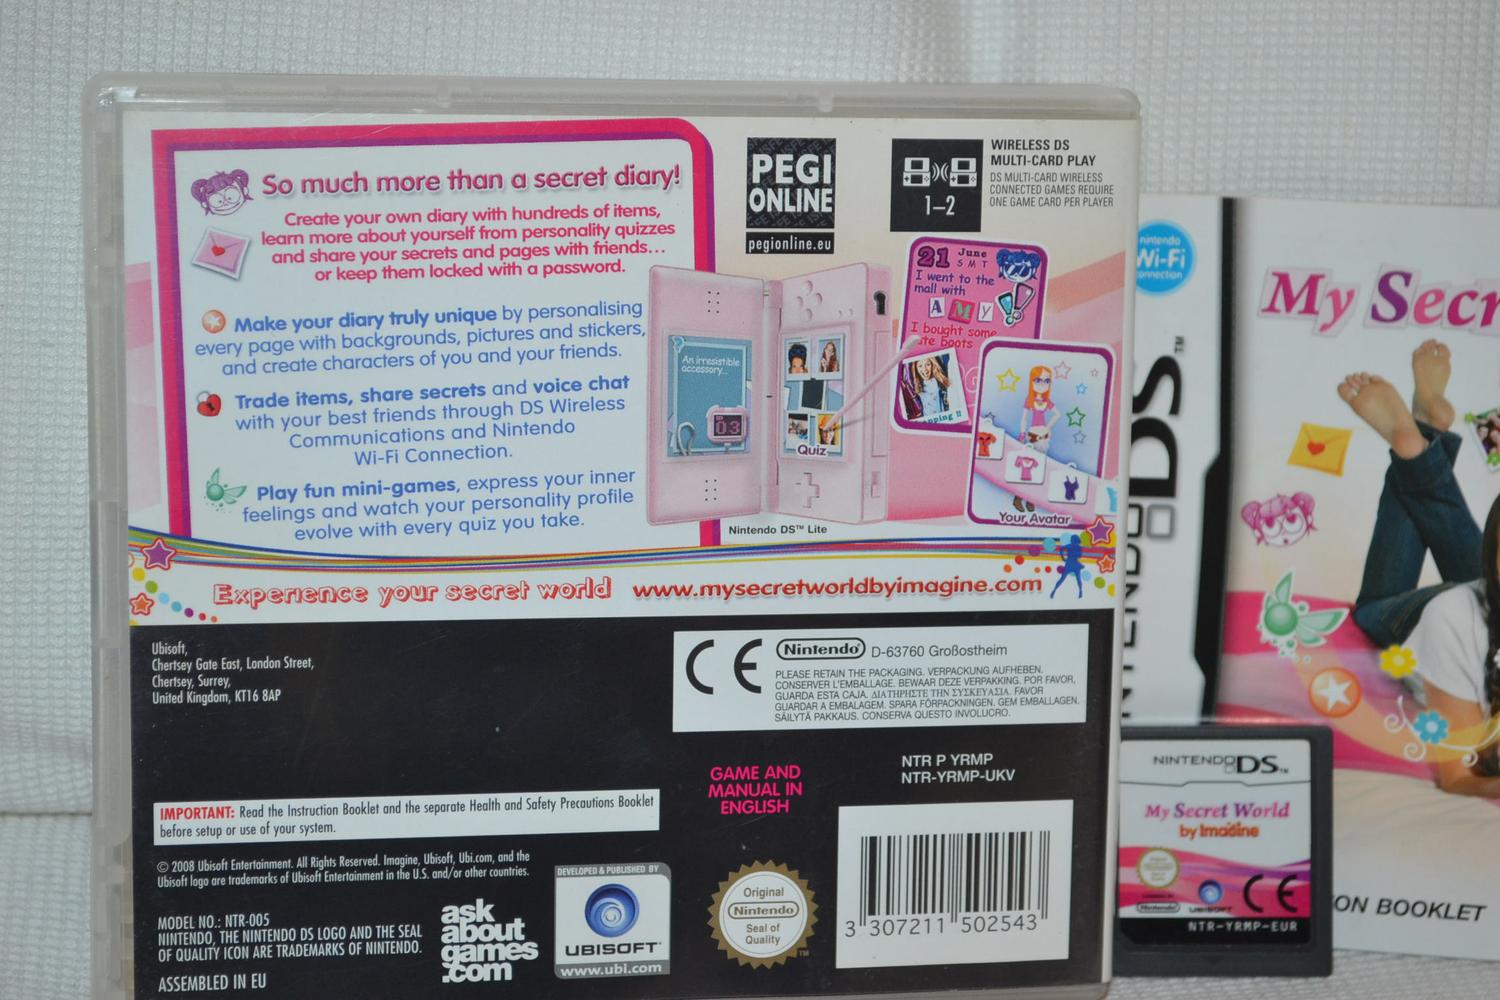 So much more than a secret diary!
Create your own diary with hundreds of items,
learn more about yourself from personality quizzes
and share your secrets and pages with friends...
or keep them locked with a password.
Make your diary truly unique by personalising
every page with backgrounds, pictures and stickers,
and create characters of you and your friends.
Trade items, share secrets and voice chat
with your best friends through DS Wireless
Communications and Nintendo
Wi-Fi Connection.
Play fun mini-games, express your inner
feelings and watch your personality profile
evolve with every quiz you take.
PEGI
ONLINE
pegionline.eu
1-2
WIRELESS DS
MULTI-CARD PLAY
DS MULTI-CARD WIRELESS
CONNECTED GAMES REQUIRE
ONE GAME CARD PER PLAYER
An irresistible
accessory...
03
Quiz
21 June
S M T
I went to the
mall with
AMY
I bought some
Your Avatar
Nintendo DS™ Lite
Experience your secret world www.mysecretworldbyimagine.com
Ubisoft,
Chertsey Gate East, London Street,
Chertsey, Surrey,
United Kingdom, KT16 8AP
CE Nintendo D-63760 Großostheim
PLEASE RETAIN THE PACKAGING. VERPACKUNG AUFHEBEN.
CONSERVER L'EMBALLAGE. BEWAAR DEZE VERPAKKING. POR FAVOR,
GUARDA ESTA CAJA. ΔΙΑΤΗΡΗΣΤΕ ΤΗΝ ΣΥΣΚΕΥΑΣΙΑ. FAVOR
GUARDAR A EMBALAGEM. SPARA FÖRPACKNINGEN. GEM EMBALLAGEN.
SÄILYTÄ PAKKAUS. CONSERVA QUESTO INVOLUCRO.
GAME AND
MANUAL IN
ENGLISH
NTR P YRMP
NTR-YRMP-UKV
IMPORTANT: Read the Instruction Booklet and the separate Health and Safety Precautions Booklet
before setup or use of your system.
© 2008 Ubisoft Entertainment. All Rights Reserved. Imagine, Ubisoft, Ubi.com, and the
Ubisoft logo are trademarks of Ubisoft Entertainment in the U.S. and/or other countries.
MODEL NO.: NTR-005
NINTENDO, THE NINTENDO DS LOGO AND THE SEAL
OF QUALITY ICON ARE TRADEMARKS OF NINTENDO.
ASSEMBLED IN EU
ask
about
games
.com
DEVELOPED & PUBLISHED BY
UBISOFT
www.ubi.com
Original
Nintendo
Seal of
Quality
TM
3 307211 502543
nintendo
Wi-Fi
connection
NINTENDO DS™
My Secr
NINTENDO DS™
My Secret World
by Imagine
Nintendo
UBISOFT
CE
NTR-YRMP-EUR
ON BOOKLET